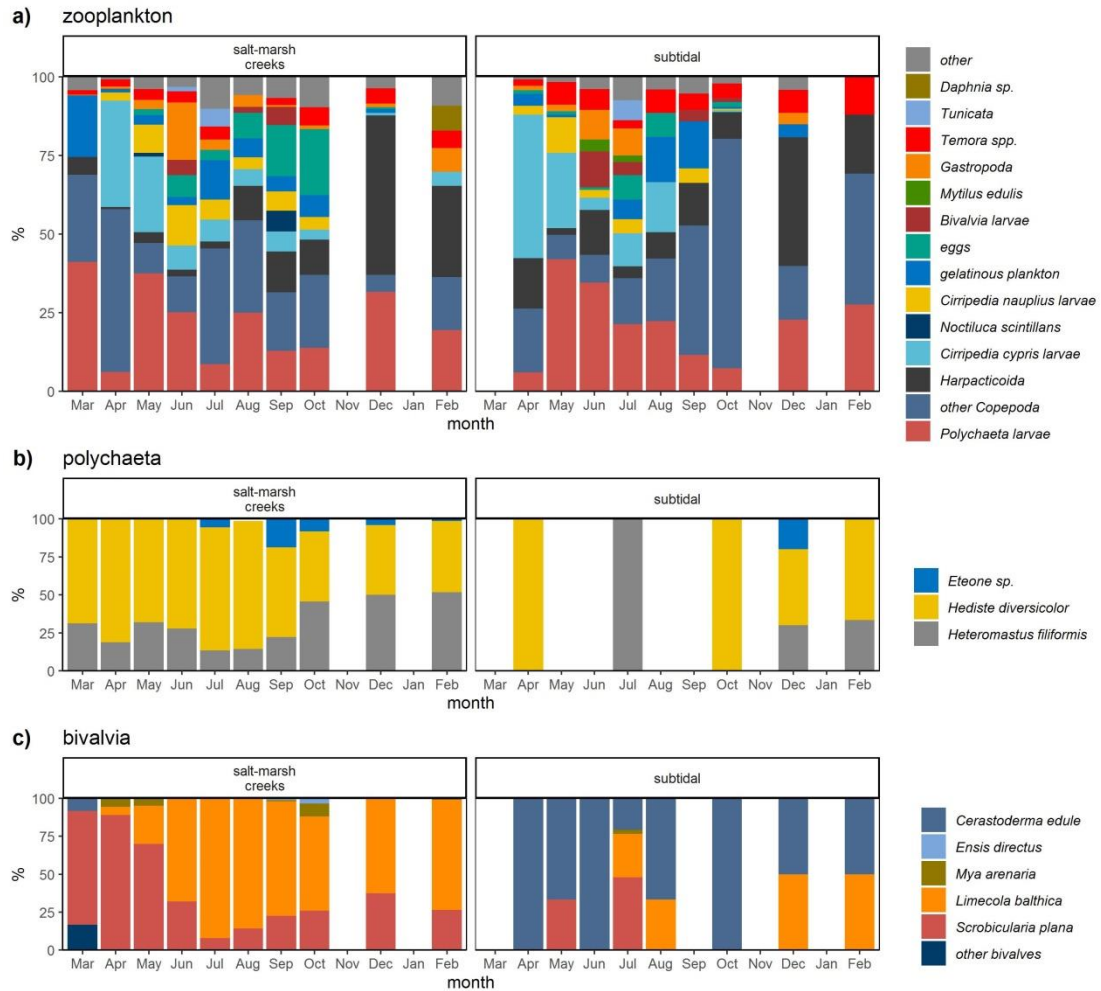 a) zooplankton
salt-marsh
creeks
subtidal
100
75
50
25
0
%
Mar Apr May Jun Jul Aug Sep Oct Nov Dec Jan Feb
Mar Apr May Jun Jul Aug Sep Oct Nov Dec Jan Feb
month
other
Daphnia sp.
Tunicata
Temora spp.
Gastropoda
Mytilus edulis
Bivalvia larvae
eggs
gelatinous plankton
Cirripedia nauplius larvae
Noctiluca scintillans
Cirripedia cypris larvae
Harpacticoida
other Copepoda
Polychaeta larvae
b) polychaeta
salt-marsh
creeks
subtidal
100
75
50
25
0
%
Mar Apr May Jun Jul Aug Sep Oct Nov Dec Jan Feb
Mar Apr May Jun Jul Aug Sep Oct Nov Dec Jan Feb
month
Eteone sp.
Hediste diversicolor
Heteromastus filiformis
c) bivalvia
salt-marsh
creeks
subtidal
100
75
50
25
0
%
Mar Apr May Jun Jul Aug Sep Oct Nov Dec Jan Feb
Mar Apr May Jun Jul Aug Sep Oct Nov Dec Jan Feb
month
Cerastoderma edule
Ensis directus
Mya arenaria
Limecola balthica
Scrobicularia plana
other bivalves